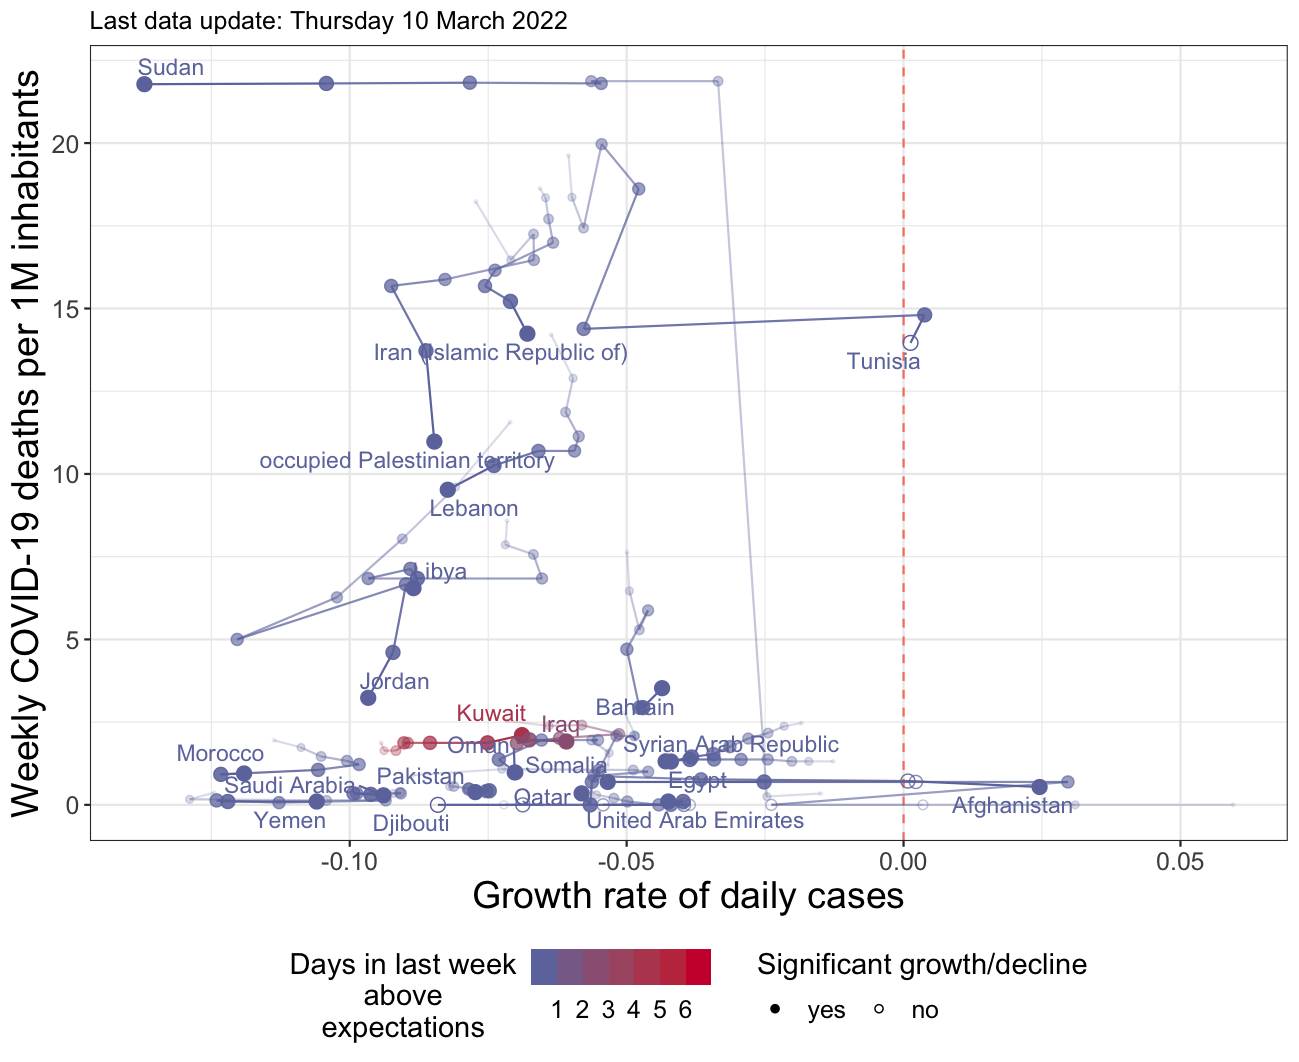 Last data update: Thursday 10 March 2022
Weekly COVID-19 deaths per 1M inhabitants
20
15
10
5
0
Sudan
Tunisia
Iran (Islamic Republic of)
occupied Palestinian territory
Lebanon
Libya
Jordan
Bahrain
Kuwait
Iraq
Oman
Syrian Arab Republic
Morocco
Somalia
Pakistan
Egypt
Saudi Arabia
Qatar
Afghanistan
Yemen
Djibouti
United Arab Emirates
-0.10
-0.05
0.00
0.05
Growth rate of daily cases
Days in last week
above
expectations
1 2 3 4 5 6
Significant growth/decline
yes
no